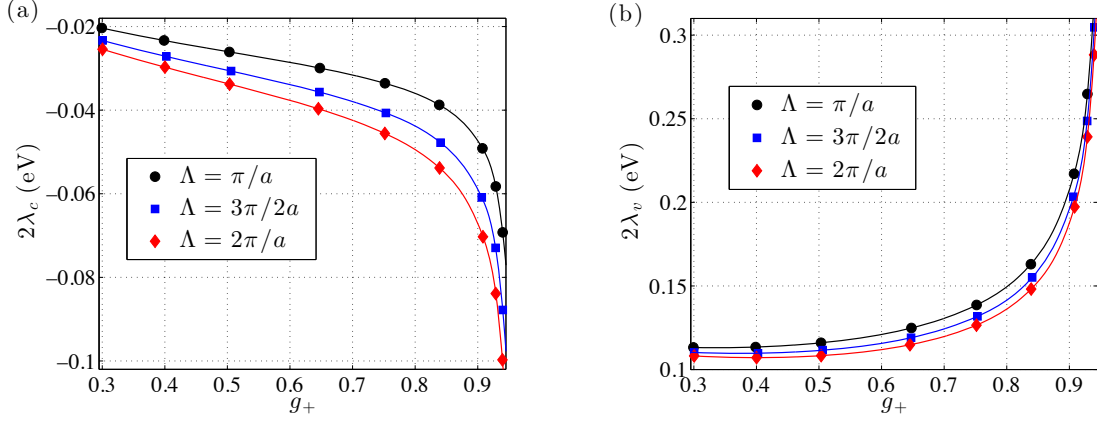 (a)
−0.02
−0.04
−0.06
−0.08
−0.1
2λ_c (eV)
Λ = π/a
Λ = 3π/2a
Λ = 2π/a
0.3 0.4 0.5 0.6 0.7 0.8 0.9
g_+
(b)
0.3
0.25
0.2
0.15
0.1
2λ_v (eV)
Λ = π/a
Λ = 3π/2a
Λ = 2π/a
0.3 0.4 0.5 0.6 0.7 0.8 0.9
g_+